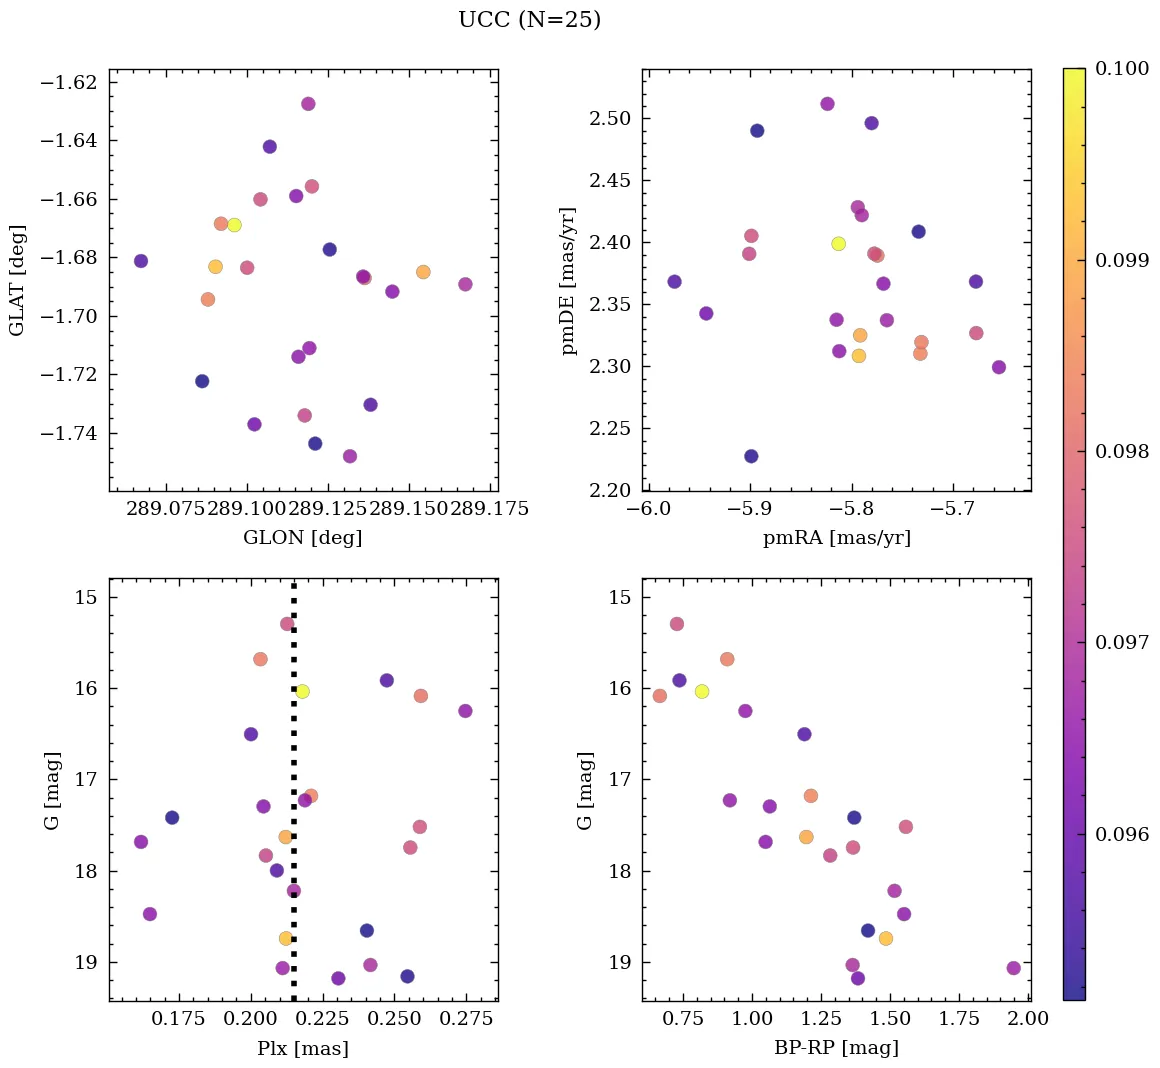 UCC (N=25)
−1.62
−1.64
−1.66
−1.68
−1.70
−1.72
−1.74
GLAT [deg]
289.075 289.100 289.125 289.150 289.175
GLON [deg]
2.50
2.45
2.40
2.35
2.30
2.25
2.20
pmDE [mas/yr]
−6.0 −5.9 −5.8 −5.7
pmRA [mas/yr]
0.100
0.099
0.098
0.097
0.096
15
16
17
18
19
G [mag]
0.175 0.200 0.225 0.250 0.275
Plx [mas]
15
16
17
18
19
G [mag]
0.75 1.00 1.25 1.50 1.75 2.00
BP-RP [mag]